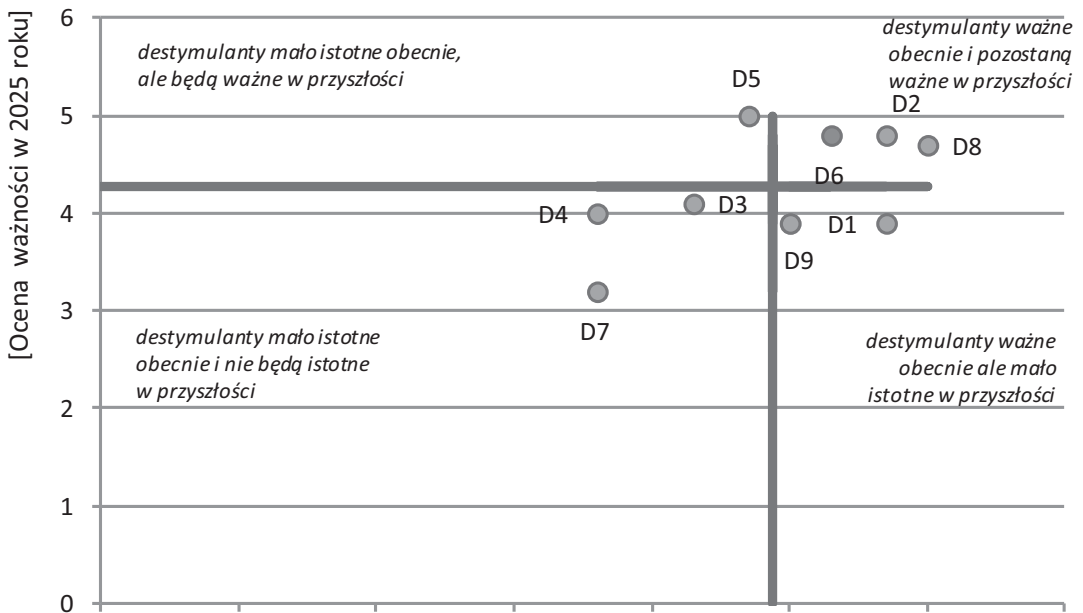 [Ocena ważności w 2025 roku]
6
5
4
3
2
1
0
destymulanty mało istotne obecnie,
ale będą ważne w przyszłości
destymulanty ważne
obecnie i pozostaną
ważne w przyszłości
D5
D2
D8
D6
D4
D3
D1
D9
D7
destymulanty mało istotne
obecnie i nie będą istotne
w przyszłości
destymulanty ważne
obecnie ale mało
istotne w przyszłości